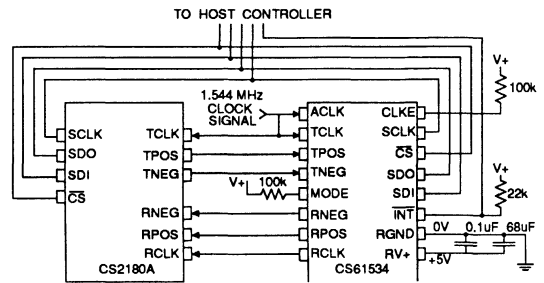 TO HOST CONTROLLER
1.544 MHz
CLOCK
SIGNAL
V+
100k
SCLK
SDO
SDI
CS
TCLK
TPOS
TNEG
RNEG
RPOS
RCLK
CS2180A
V+
100k
ACLK
TCLK
TPOS
TNEG
MODE
RNEG
RPOS
RCLK
CLKE
SCLK
CS
SDO
SDI
INT
RGND
RV+
CS61534
V+
22k
0V
0.1uF
68uF
+5V